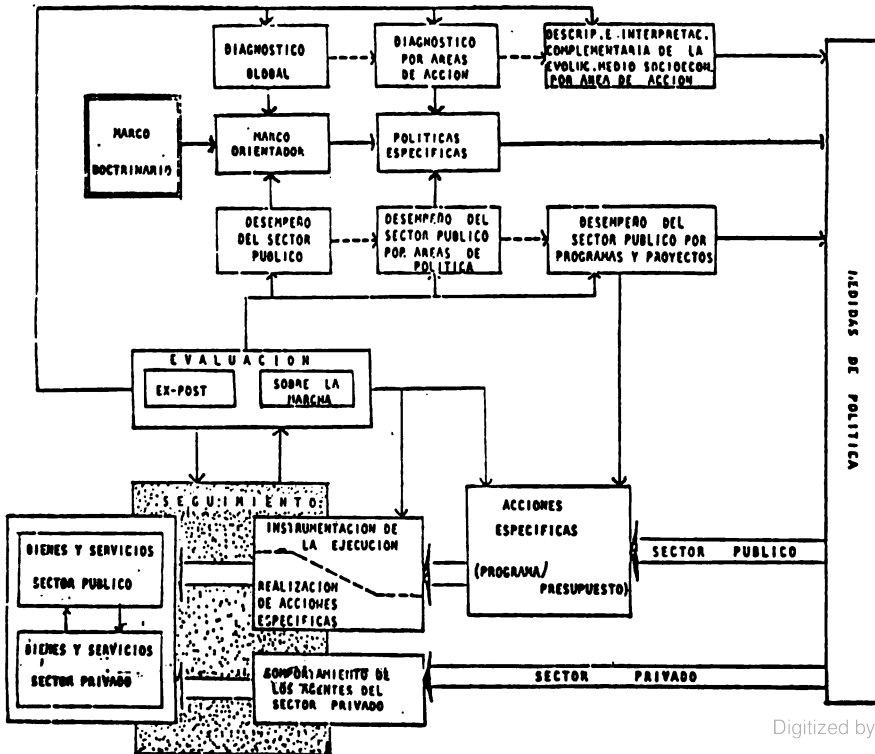 DIAGNOSTICO
GLOBAL
DIAGNOSTICO
POR AREAS
DE ACCION
DESCRIP. E. INTERPRETAC.
COMPLEMENTARIA DE LA
EVOLUC. MEDIO SOCIOECON.
POR AREA DE ACCION
MARCO
DOCTRINARIO
MARCO
ORIENTADOR
POLITICAS
ESPECIFICAS
DESEMPEÑO
DEL SECTOR
PUBLICO
DESEMPEÑO DEL
SECTOR PUBLICO
POR AREAS DE
POLITICA
DESEMPEÑO DEL
SECTOR PUBLICO POR
PROGRAMAS Y PROYECTOS
MEDIDAS DE POLITICA
EVALUACION
EX-POST
SOBRE LA
MARCHA
SEGUIMIENTO
BIENES Y SERVICIOS
SECTOR PUBLICO
BIENES Y SERVICIOS
SECTOR PRIVADO
INSTRUMENTACION DE
LA EJECUCION
REALIZACION
DE ACCIONES
ESPECIFICAS
ACCIONES
ESPECIFICAS
(PROGRAMA/
PRESUPUESTO)
SECTOR PUBLICO
COMPORTAMIENTO DE
LOS AGENTES DEL
SECTOR PRIVADO
SECTOR PRIVADO
Digitized by